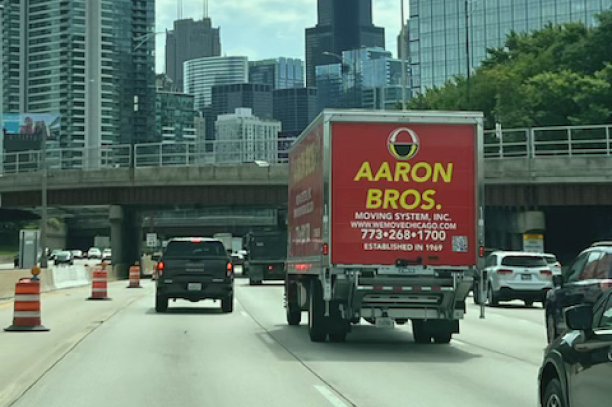 AARON
BROS.
MOVING SYSTEM, INC.
WWW.WEMOVECHICAGO.COM
773•268•1700
ESTABLISHED IN 1969